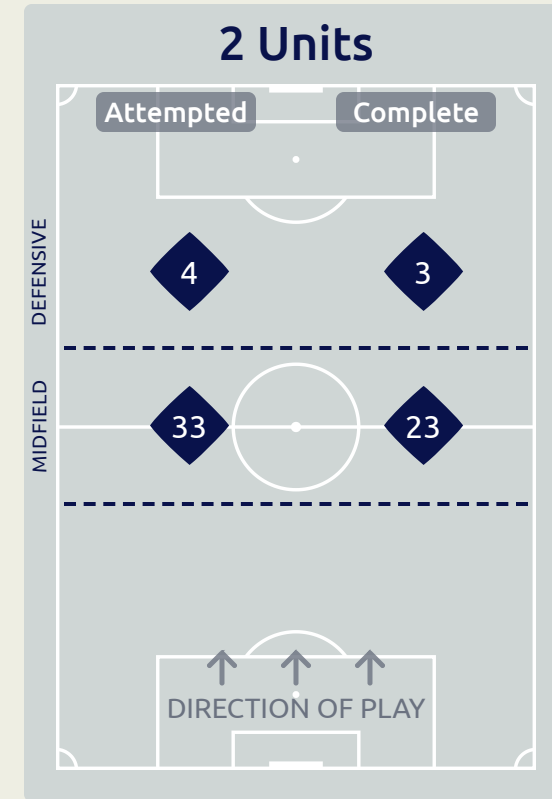 2 Units
Attempted Complete
DEFENSIVE
4 3
MIDFIELD
33 23
DIRECTION OF PLAY